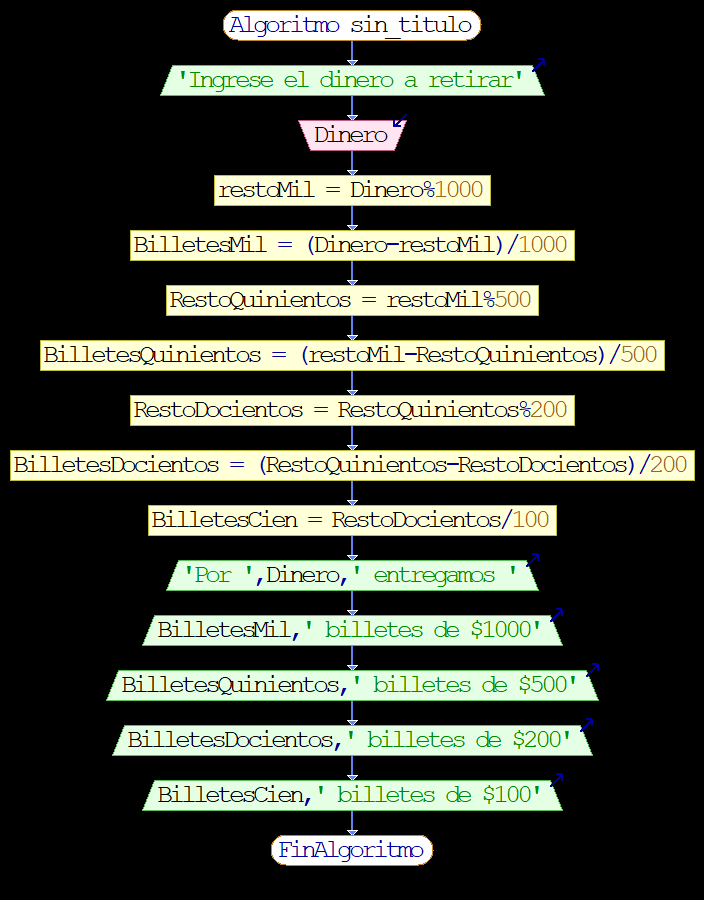 Algoritmo sin_titulo
'Ingrese el dinero a retirar'
Dinero
restoMil = Dinero%1000
BilletesMil = (Dinero-restoMil)/1000
RestoQuinientos = restoMil%500
BilletesQuinientos = (restoMil-RestoQuinientos)/500
RestoDocientos = RestoQuinientos%200
BilletesDocientos = (RestoQuinientos-RestoDocientos)/200
BilletesCien = RestoDocientos/100
'Por ',Dinero,' entregamos '
BilletesMil,' billetes de $1000'
BilletesQuinientos,' billetes de $500'
BilletesDocientos,' billetes de $200'
BilletesCien,' billetes de $100'
FinAlgoritmo